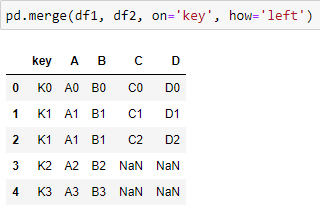 pd.merge(df1, df2, on='key', how='left')
key A B C D
0 K0 A0 B0 C0 D0
1 K1 A1 B1 C1 D1
2 K1 A1 B1 C2 D2
3 K2 A2 B2 NaN NaN
4 K3 A3 B3 NaN NaN